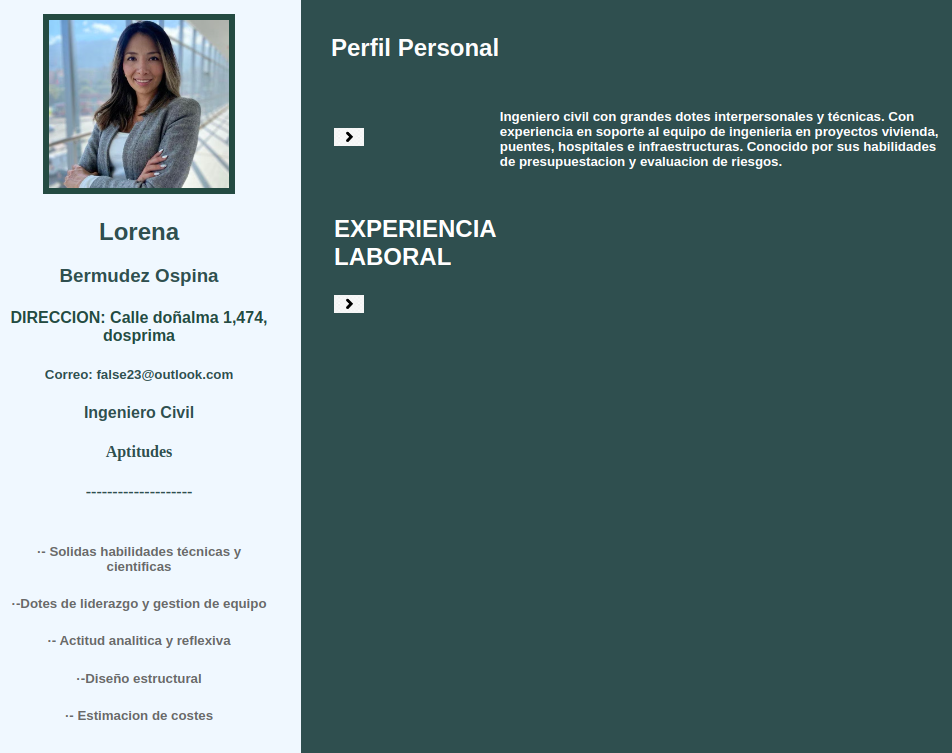 Lorena
Bermudez Ospina
DIRECCION: Calle doñalma 1,474,
dosprima
Correo: false23@outlook.com
Ingeniero Civil
Aptitudes
--------------------
·- Solidas habilidades técnicas y
cientificas
·-Dotes de liderazgo y gestion de equipo
·- Actitud analitica y reflexiva
·-Diseño estructural
·- Estimacion de costes
Perfil Personal
Ingeniero civil con grandes dotes interpersonales y técnicas. Con
experiencia en soporte al equipo de ingenieria en proyectos vivienda,
puentes, hospitales e infraestructuras. Conocido por sus habilidades
de presupuestacion y evaluacion de riesgos.
EXPERIENCIA
LABORAL